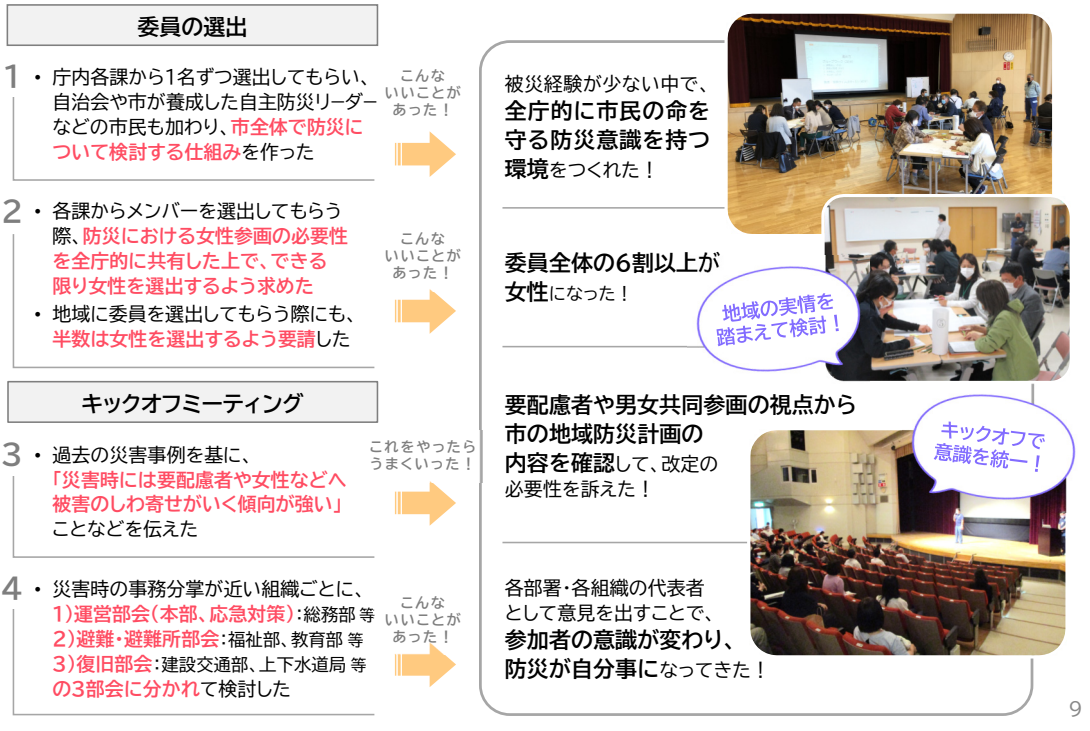 委員の選出
1 • 庁内各課から1名ずつ選出してもらい、
自治会や市が養成した自主防災リーダー
などの市民も加わり、市全体で防災に
ついて検討する仕組みを作った
こんな
いいことが
あった！
被災経験が少ない中で、
全庁的に市民の命を
守る防災意識を持つ
環境をつくれた！
2 • 各課からメンバーを選出してもらう
際、防災における女性参画の必要性
を全庁的に共有した上で、できる
限り女性を選出するよう求めた
• 地域に委員を選出してもらう際にも、
半数は女性を選出するよう要請した
こんな
いいことが
あった！
委員全体の6割以上が
女性になった！
地域の実情を
踏まえて検討！
キックオフミーティング
3 • 過去の災害事例を基に、
「災害時には要配慮者や女性などへ
被害のしわ寄せがいく傾向が強い」
ことなどを伝えた
これをやったら
うまくいった！
要配慮者や男女共同参画の視点から
市の地域防災計画の
内容を確認して、改定の
必要性を訴えた！
キックオフで
意識を統一！
4 • 災害時の事務分掌が近い組織ごとに、
1）運営部会（本部、応急対策）：総務部 等
2）避難・避難所部会：福祉部、教育部 等
3）復旧部会：建設交通部、上下水道局 等
の3部会に分かれて検討した
こんな
いいことが
あった！
各部署・各組織の代表者
として意見を出すことで、
参加者の意識が変わり、
防災が自分事になってきた！
9